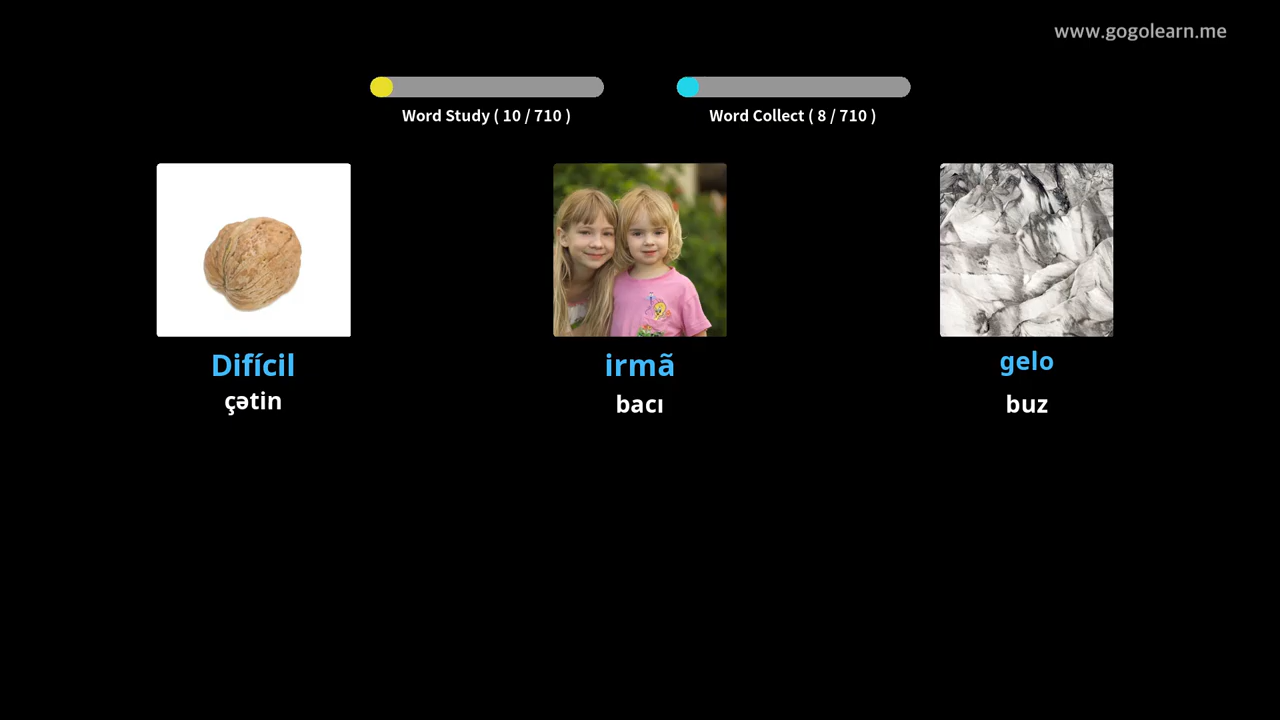 www.gogolearn.me
Word Study ( 10 / 710 )
Word Collect ( 8 / 710 )
Difícil
çətin
irmã
bacı
gelo
buz